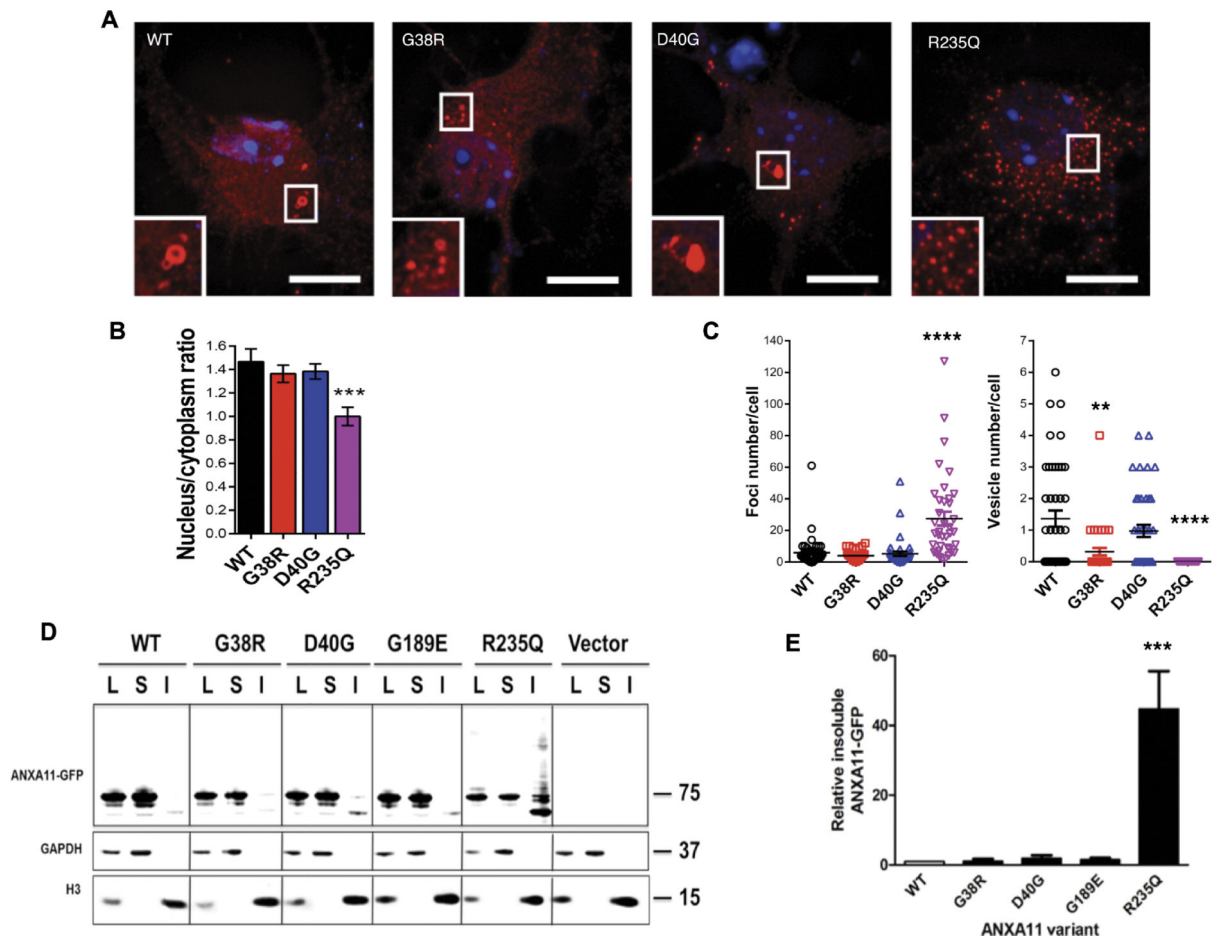 A
WT
G38R
D40G
R235Q
B
Nucleus/cytoplasm ratio
1.6
1.4
1.2
1.0
0.8
0.6
0.4
0.2
0.0
***
WT
G38R
D40G
R235Q
C
Foci number/cell
140
120
100
80
60
40
20
0
****
WT
G38R
D40G
R235Q
Vesicle number/cell
7
6
5
4
3
2
1
0
**
****
WT
G38R
D40G
R235Q
D
WT G38R D40G G189E R235Q Vector
L S I L S I L S I L S I L S I L S I
ANXA11-GFP
75
GAPDH
37
H3
15
E
Relative insoluble
ANXA11-GFP
60
40
20
0
***
WT
G38R
D40G
G189E
R235Q
ANXA11 variant